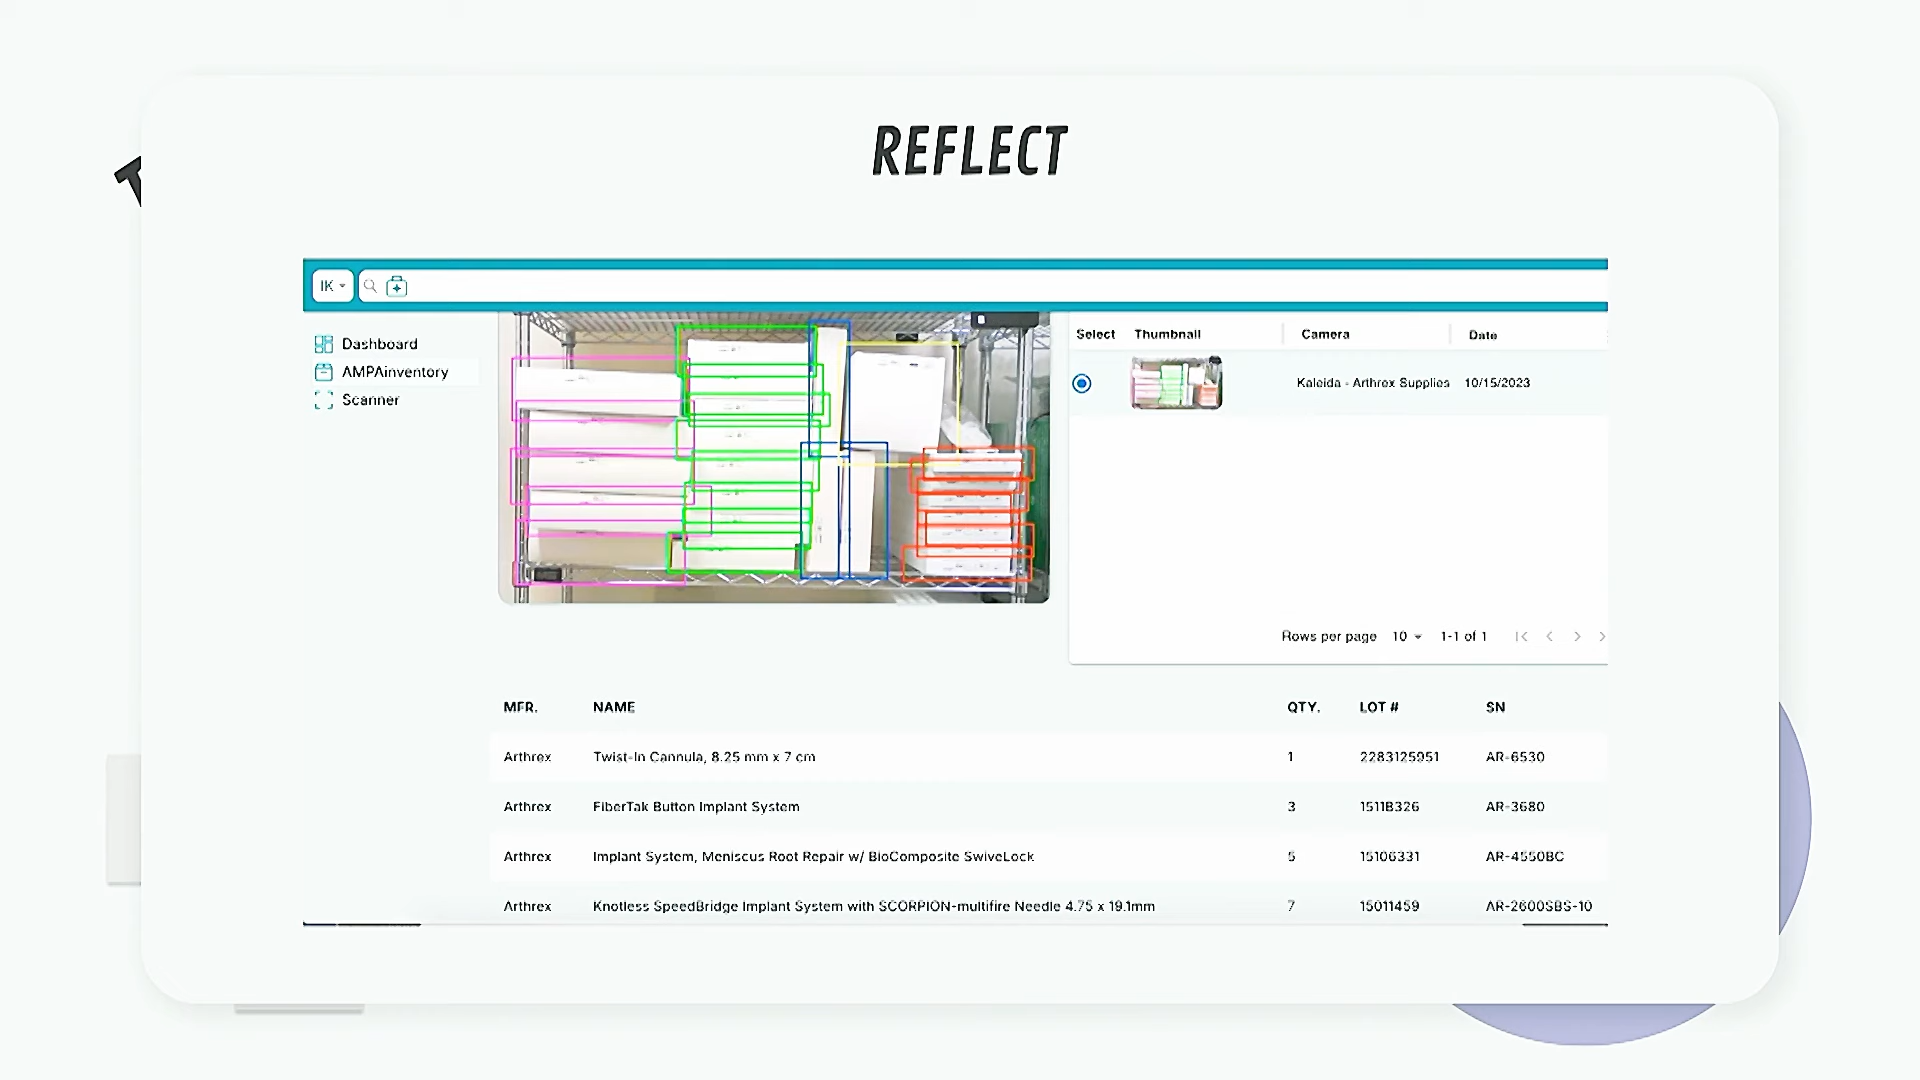 REFLECT
IK
Dashboard
AMPAinventory
Scanner
Select Thumbnail Camera Date
Kaleida - Arthrex Supplies 10/15/2023
Rows per page 10 1-1 of 1
MFR. NAME QTY. LOT # SN
Arthrex Twist-In Cannula, 8.25 mm x 7 cm 1 2283125951 AR-6530
Arthrex FiberTak Button Implant System 3 1511B326 AR-3680
Arthrex Implant System, Meniscus Root Repair w/ BioComposite SwiveLock 5 15106331 AR-4550BC
Arthrex Knotless SpeedBridge Implant System with SCORPION-multifire Needle 4.75 x 19.1mm 7 15011459 AR-2600SBS-10